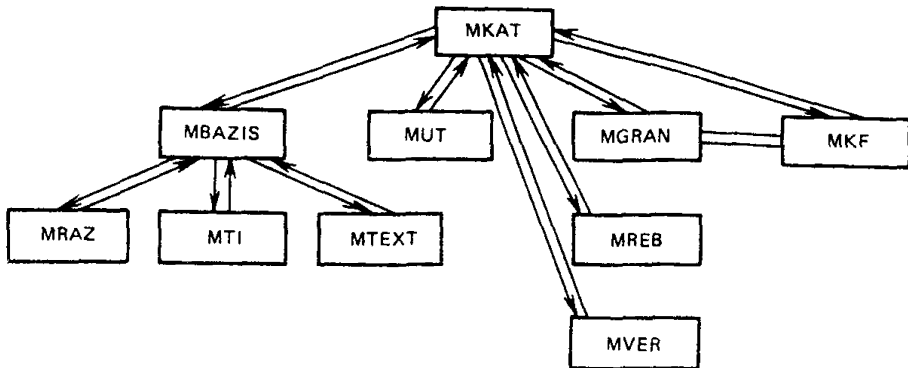 MKAT
MBAZIS
MUT
MGRAN
MKF
MRAZ
MTI
MTEXT
MREB
MVER